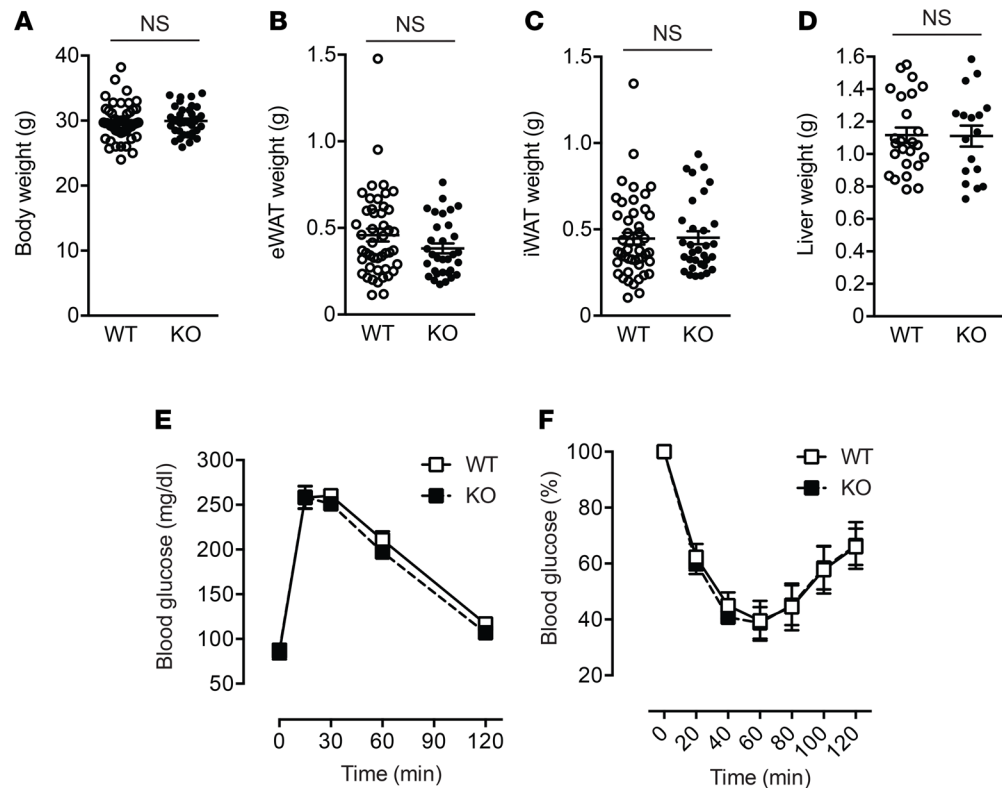 A
NS
Body weight (g)
40
30
20
10
0
WT KO
B
NS
eWAT weight (g)
1.5
1.0
0.5
0
WT KO
C
NS
iWAT weight (g)
1.5
1.0
0.5
0
WT KO
D
NS
Liver weight (g)
1.6
1.6
1.4
1.2
1.0
0.8
0.6
0.4
0.2
0
WT KO
E
Blood glucose (mg/dl)
300
250
200
150
100
50
WT
KO
0 30 60 90 120
Time (min)
F
Blood glucose (%)
100
80
60
40
20
WT
KO
0 20 40 60 80 100 120
Time (min)